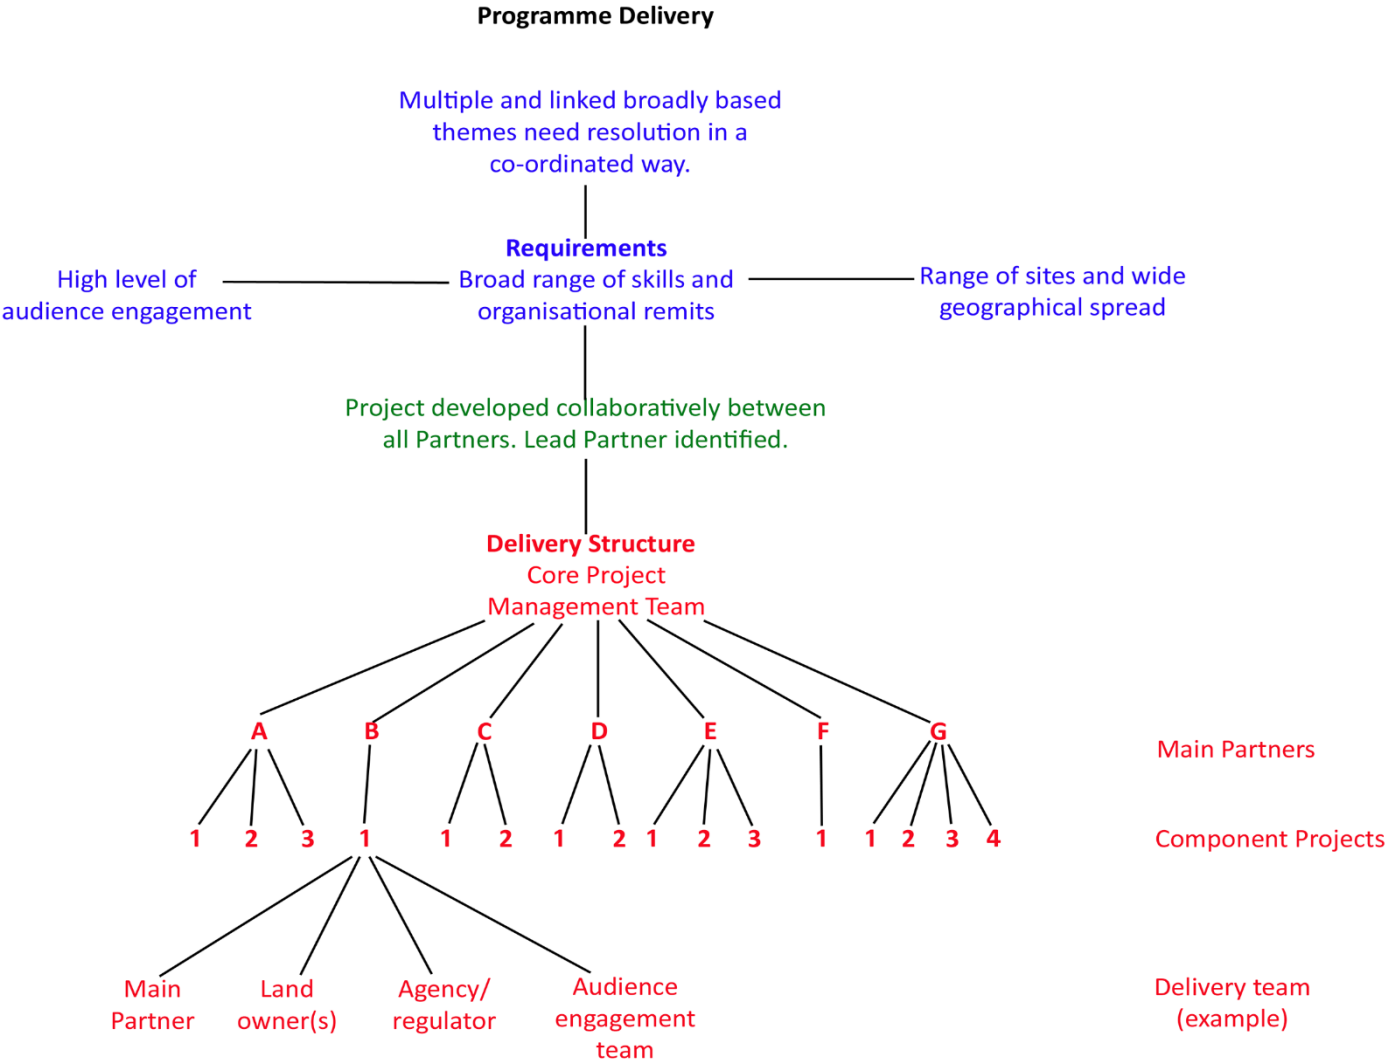 Programme Delivery
Multiple and linked broadly based
themes need resolution in a
co-ordinated way.
Requirements
High level of
audience engagement
Broad range of skills and
organisational remits
Range of sites and wide
geographical spread
Project developed collaboratively between
all Partners. Lead Partner identified.
Delivery Structure
Core Project
Management Team
A B C D E F G
Main Partners
1 2 3 1 1 2 1 2 1 2 3 1 1 2 3 4
Component Projects
Main
Partner
Land
owner(s)
Agency/
regulator
Audience
engagement
team
Delivery team
(example)